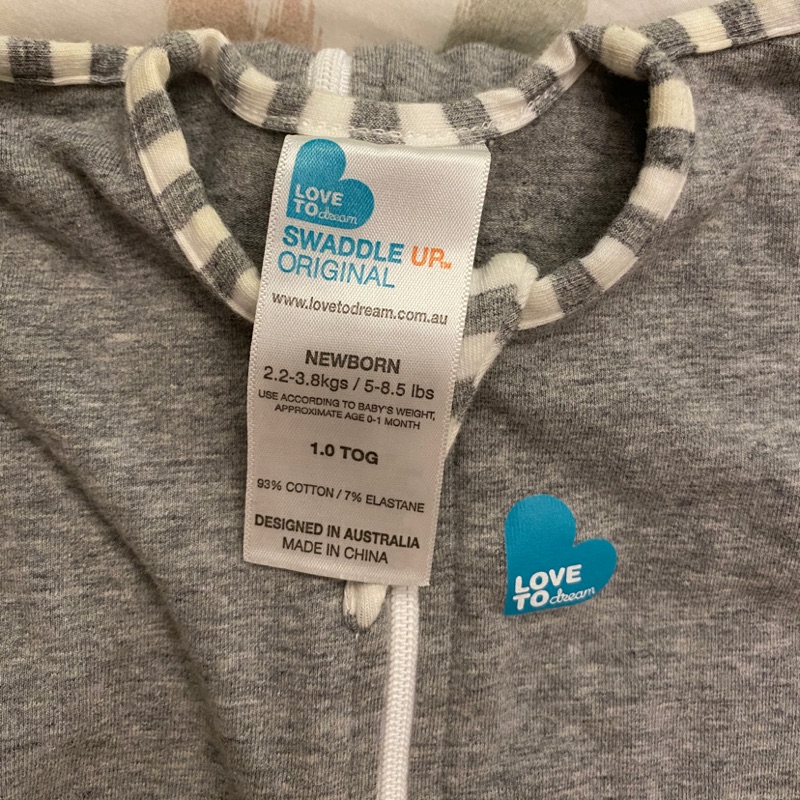 LOVE
TO dream
SWADDLE UP™
ORIGINAL
www.lovetodream.com.au
NEWBORN
2.2-3.8kgs / 5-8.5 lbs
USE ACCORDING TO BABY'S WEIGHT,
APPROXIMATE AGE 0-1 MONTH
1.0 TOG
93% COTTON / 7% ELASTANE
DESIGNED IN AUSTRALIA
MADE IN CHINA
LOVE
TO dream